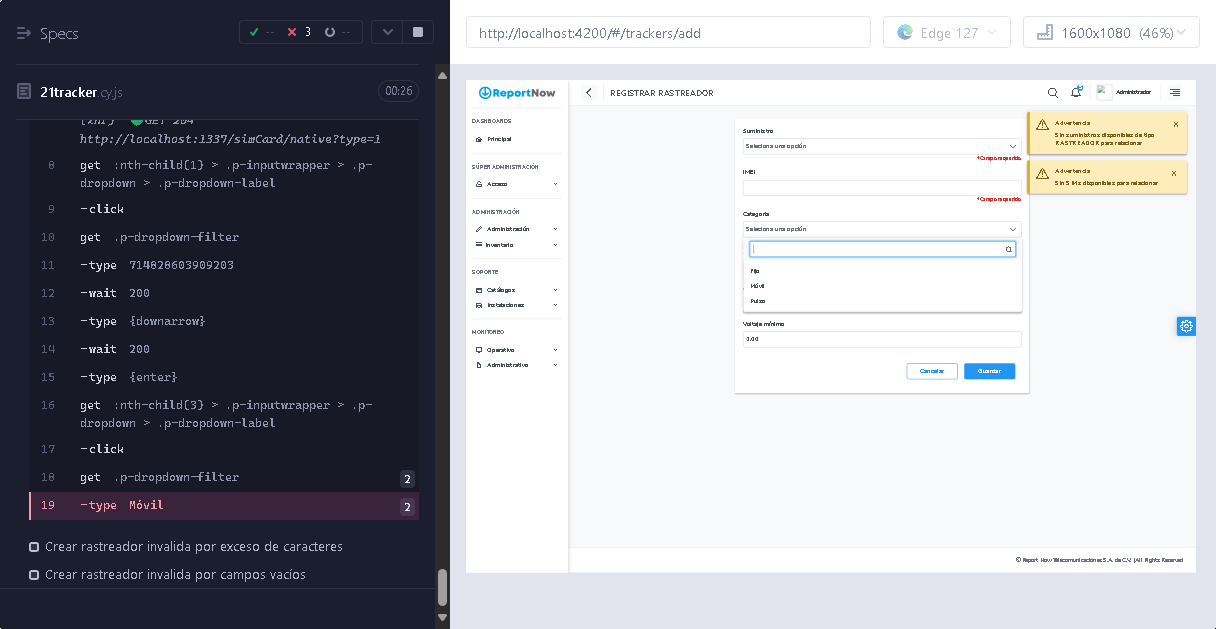 Specs
-- 3 --
21tracker.cy.js
00:26
(xhr) GET 204
http://localhost:1337/simCard/native?type=1
8 get :nth-child(1) > .p-inputwrapper > .p-
dropdown > .p-dropdown-label
9 -click
10 get .p-dropdown-filter
11 -type 714828603909203
12 -wait 200
13 -type {downarrow}
14 -wait 200
15 -type {enter}
16 get :nth-child(3) > .p-inputwrapper > .p-
dropdown > .p-dropdown-label
17 -click
18 get .p-dropdown-filter 2
19 -type Móvil 2
Crear rastreador invalida por exceso de caracteres
Crear rastreador invalida por campos vacíos
http://localhost:4200/#/trackers/add
Edge 127
1600x1080 (46%)
ReportNow
REGISTRAR RASTREADOR
Administrador
DASHBOARDS
Principal
SÚPER ADMINISTRACIÓN
Acceso
ADMINISTRACIÓN
Administración
Inventario
SOPORTE
Catálogos
Instalaciones
MONITOREO
Operativo
Administrativo
Suministro
Selecciona una opción
*Campo requerido
IMEI
*Campo requerido
Categoría
Selecciona una opción
Fijo
Móvil
Pulso
Voltaje mínimo
0.00
Cancelar
Guardar
Advertencia
Sin suministros disponibles de tipo
RASTREADOR para relacionar
Advertencia
Sin SIMs disponibles para relacionar
© Report Now Telecomunicaciones S.A. de C.V. | All Rights Reserved